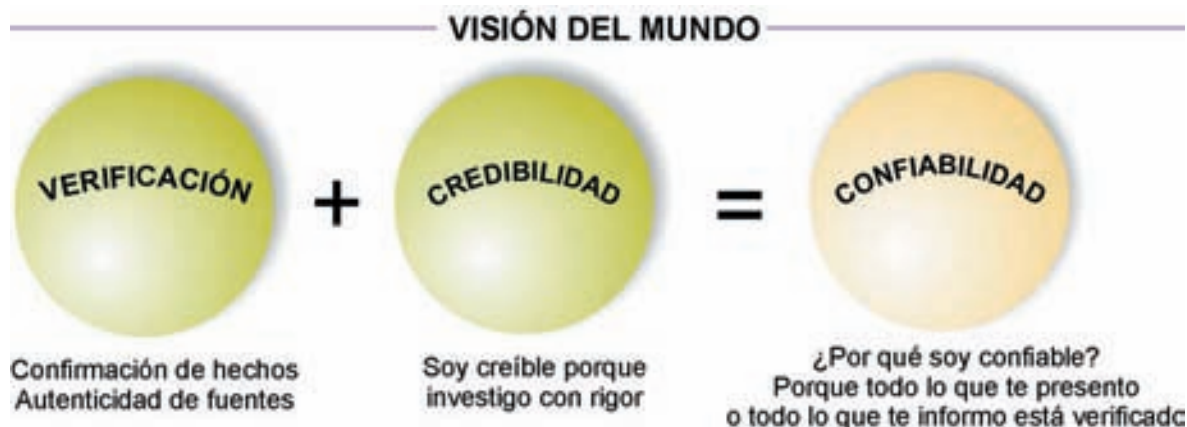 VISIÓN DEL MUNDO
VERIFICACIÓN
+
CREDIBILIDAD
=
CONFIABILIDAD
Confirmación de hechos
Autenticidad de fuentes
Soy creíble porque
investigo con rigor
¿Por qué soy confiable?
Porque todo lo que te presento
o todo lo que te informo está verificado